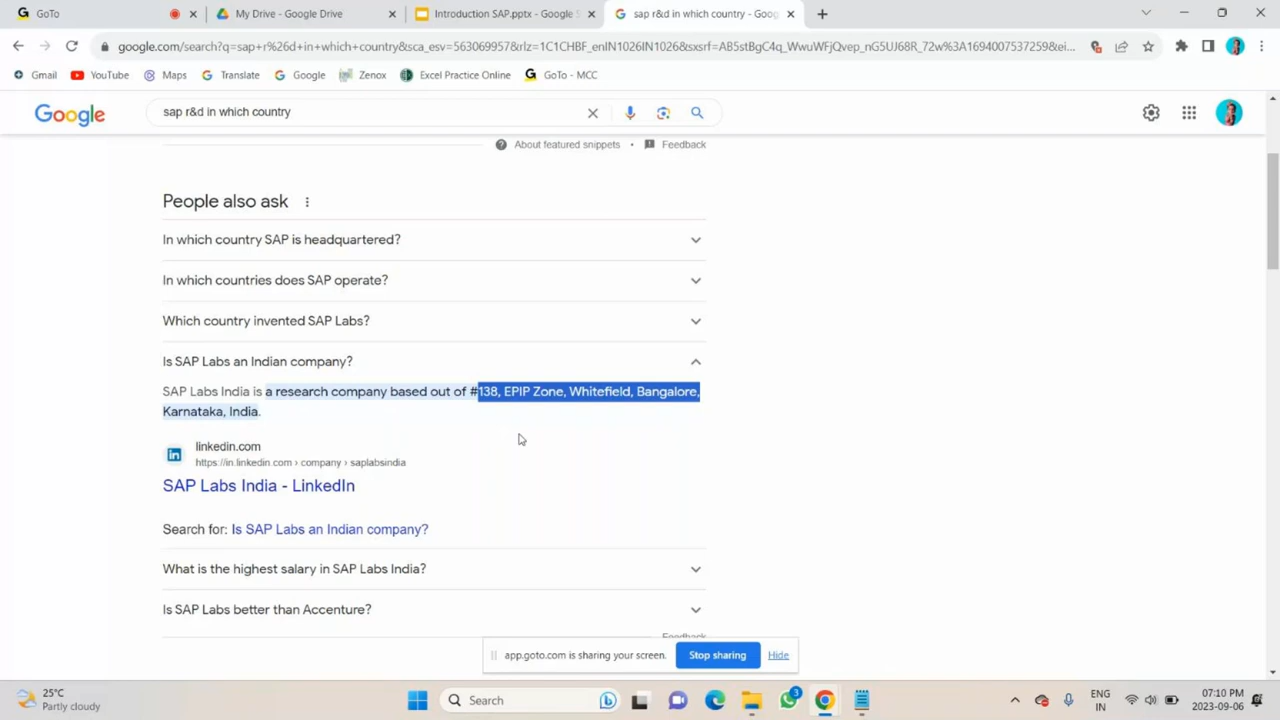 GoTo
My Drive - Google Drive
Introduction SAP.pptx - Google S
sap r&d in which country - Goog
google.com/search?q=sap+r%26d+in+which+country&sca_esv=563069957&rlz=1C1CHBF_enIN1026IN1026&sxsrf=AB5stBgC4q_WwuWFjQvep_nG5UJ68R_72w%3A1694007537259&ei...
Gmail
YouTube
Maps
Translate
Google
Zenox
Excel Practice Online
GoTo - MCC
Google
sap r&d in which country
About featured snippets • Feedback
People also ask
In which country SAP is headquartered?
In which countries does SAP operate?
Which country invented SAP Labs?
Is SAP Labs an Indian company?
SAP Labs India is a research company based out of #138, EPIP Zone, Whitefield, Bangalore,
Karnataka, India.
linkedin.com
https://in.linkedin.com › company › saplabsindia
SAP Labs India - LinkedIn
Search for: Is SAP Labs an Indian company?
What is the highest salary in SAP Labs India?
Is SAP Labs better than Accenture?
Feedback
app.goto.com is sharing your screen.
Stop sharing
Hide
25°C
Partly cloudy
Search
3
ENG
IN
07:10 PM
2023-09-06